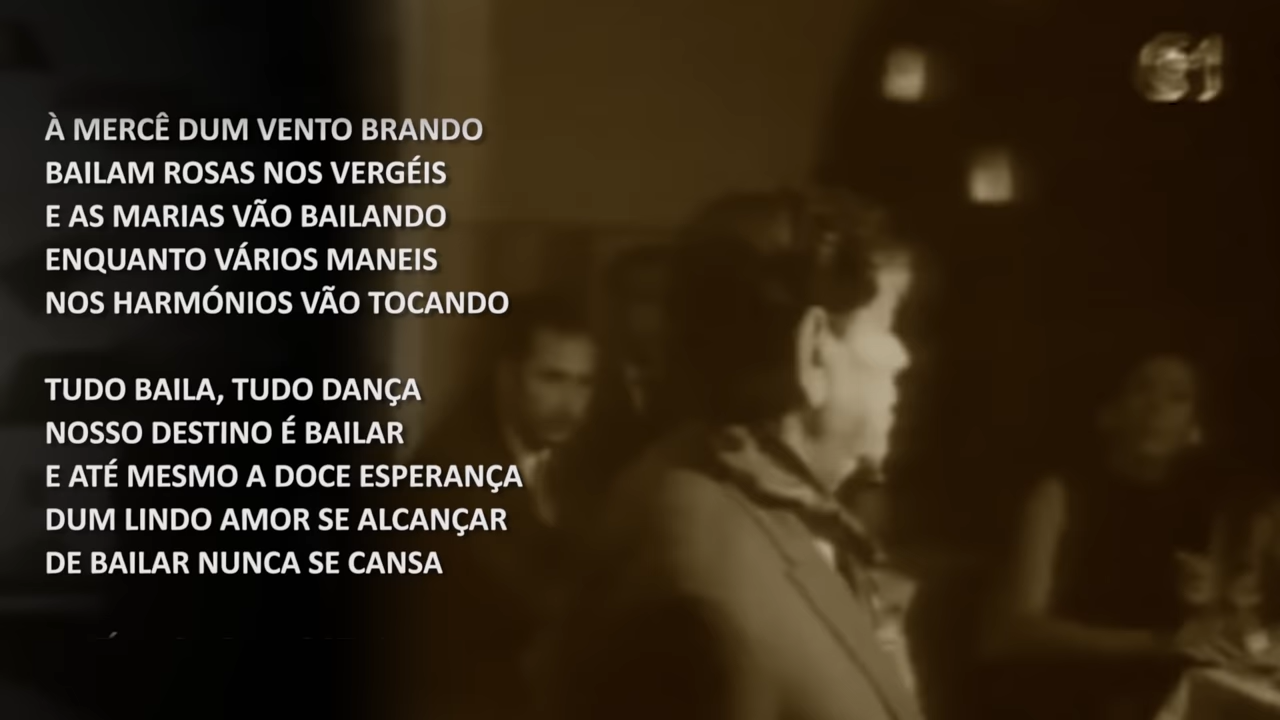 À MERCÊ DUM VENTO BRANDO
BAILAM ROSAS NOS VERGÉIS
E AS MARIAS VÃO BAILANDO
ENQUANTO VÁRIOS MANEIS
NOS HARMÓNIOS VÃO TOCANDO

TUDO BAILA, TUDO DANÇA
NOSSO DESTINO É BAILAR
E ATÉ MESMO A DOCE ESPERANÇA
DUM LINDO AMOR SE ALCANÇAR
DE BAILAR NUNCA SE CANSA